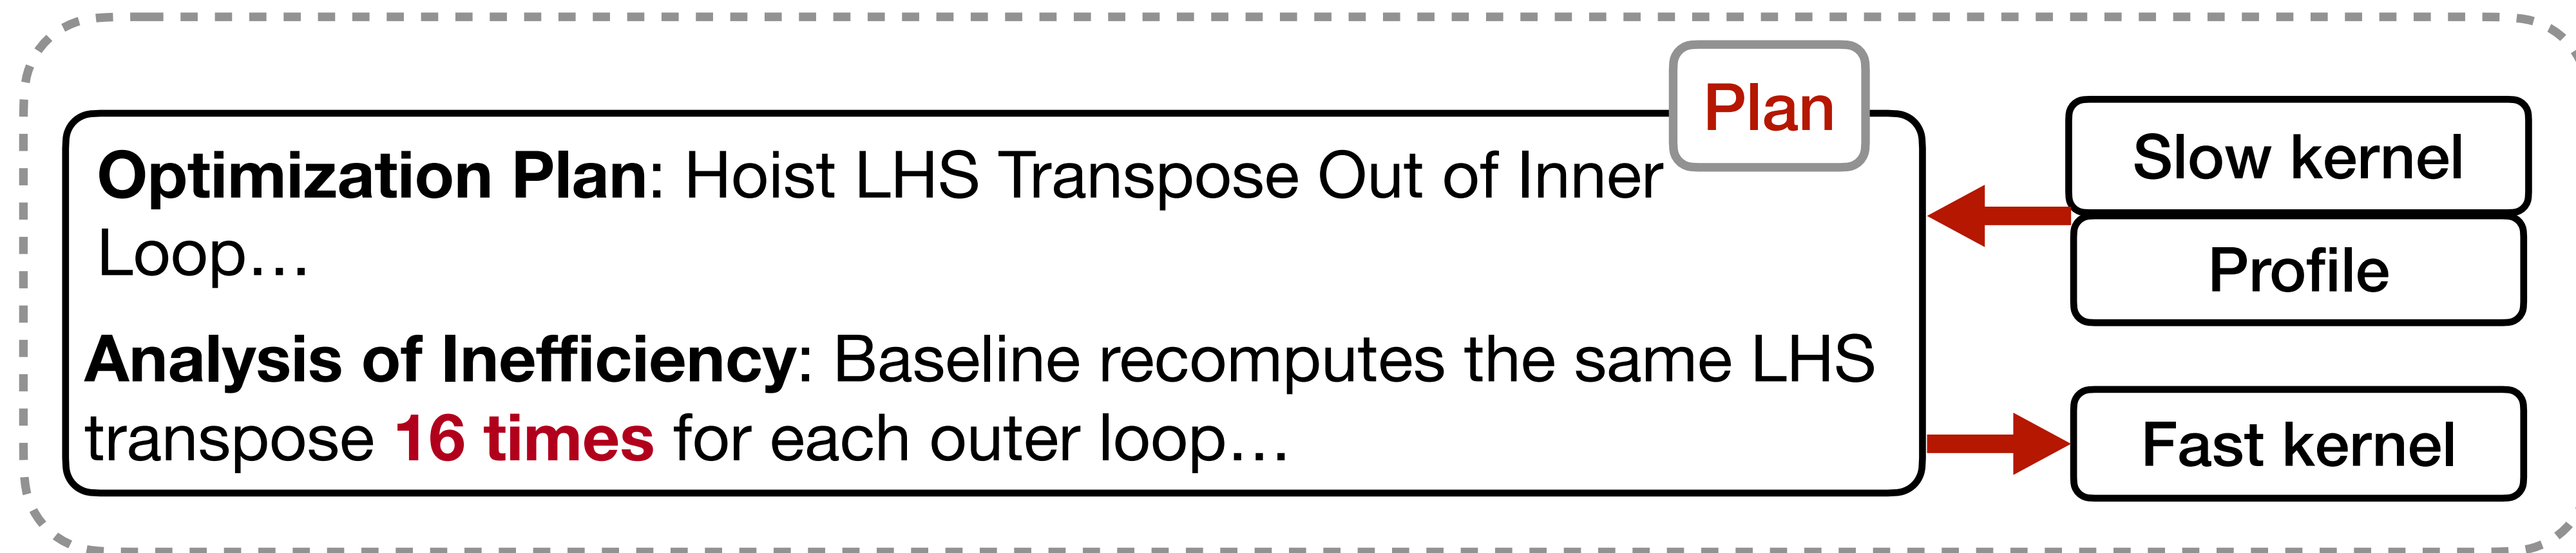 Plan
Optimization Plan: Hoist LHS Transpose Out of Inner
Loop…
Analysis of Inefficiency: Baseline recomputes the same LHS
transpose 16 times for each outer loop…
Slow kernel
Profile
Fast kernel